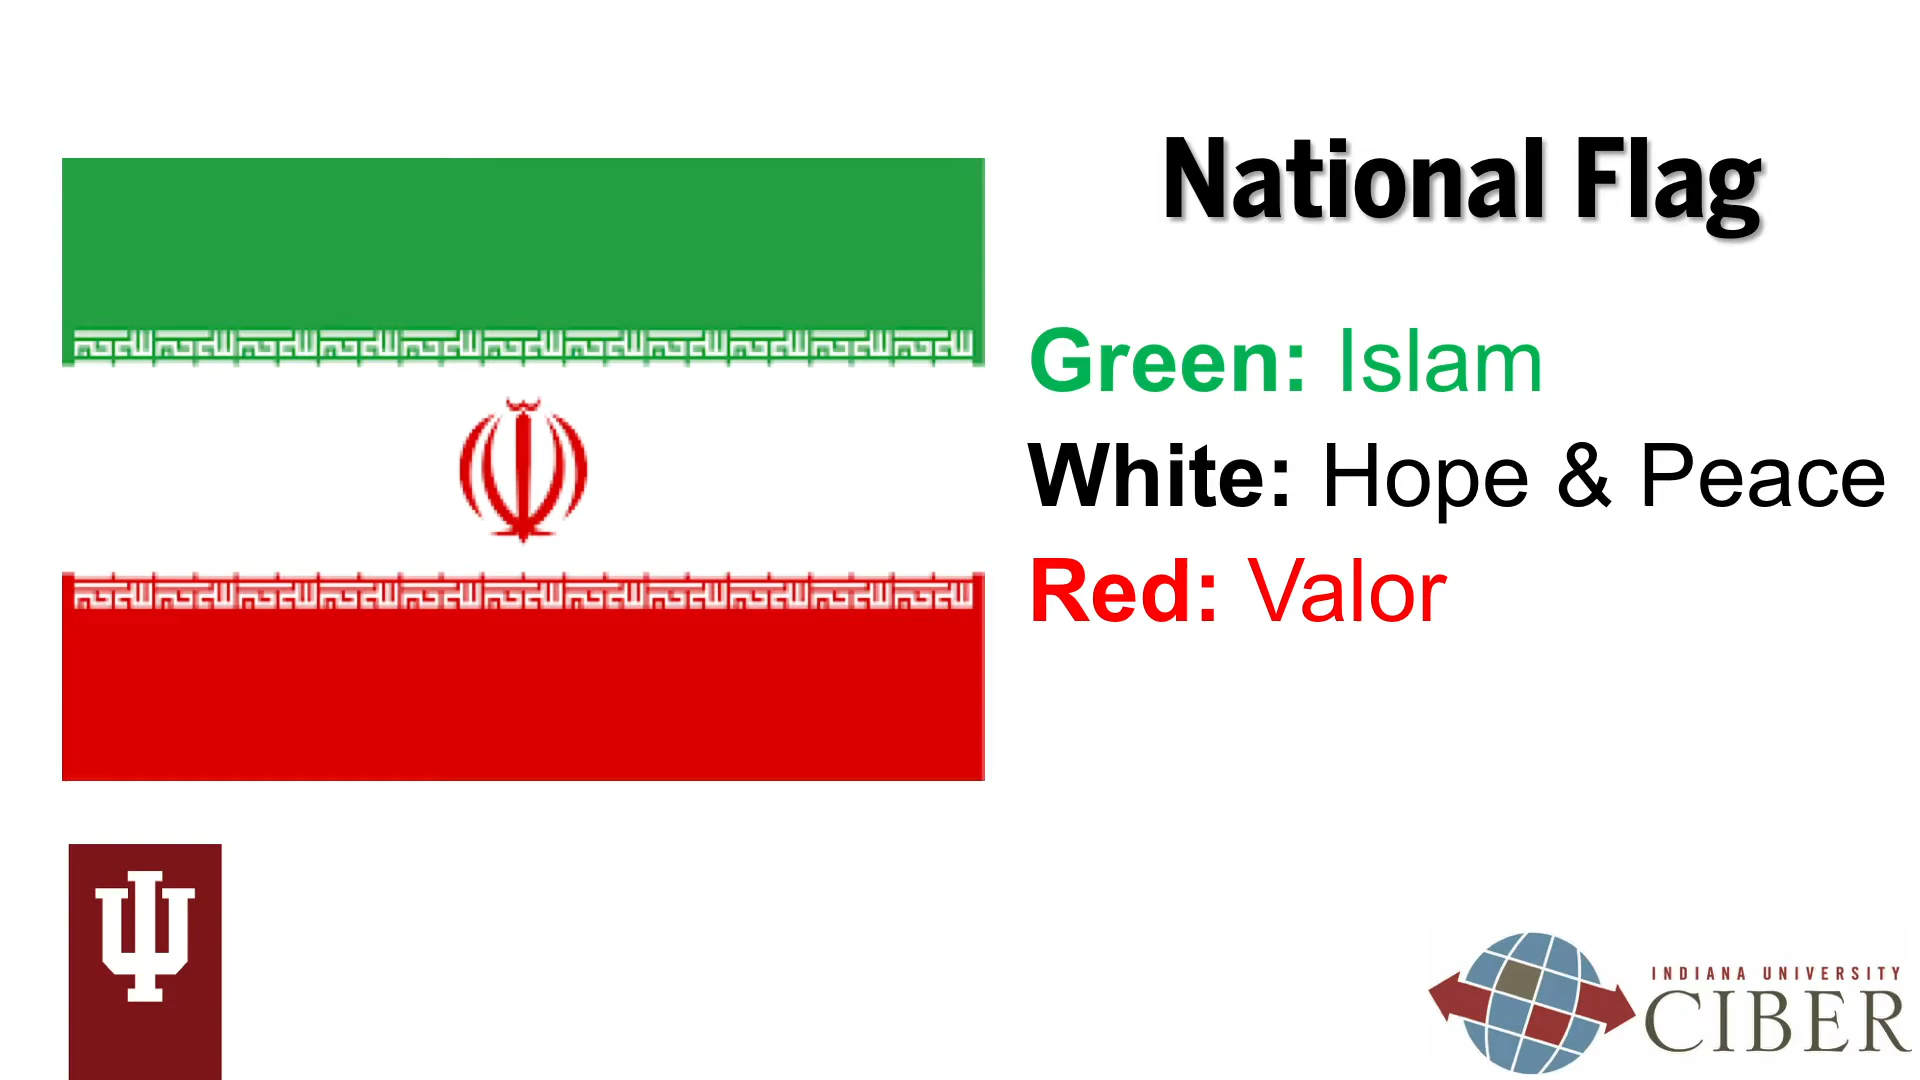 National Flag
Green: Islam
White: Hope & Peace
Red: Valor
INDIANA UNIVERSITY
CIBER